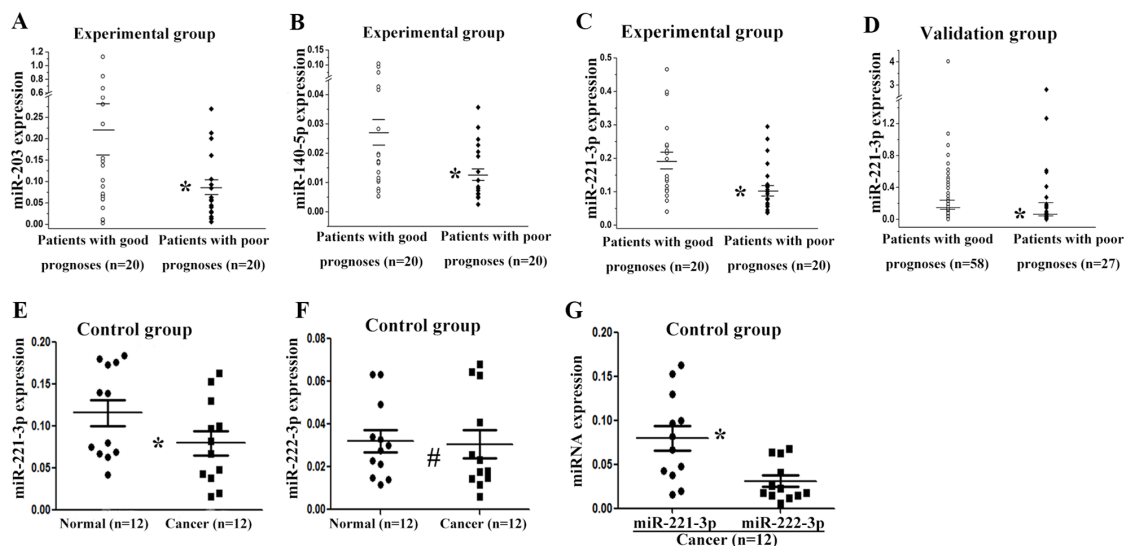 A
Experimental group
miR-203 expression
1.2
1.0
0.8
0.6
0.4
0.25
0.20
0.15
0.10
0.05
0.00
*
Patients with good
prognoses (n=20)
Patients with poor
prognoses (n=20)
B
Experimental group
miR-140-5p expression
0.15
0.10
0.05
0.04
0.03
0.02
0.01
0.00
*
Patients with good
prognoses (n=20)
Patients with poor
prognoses (n=20)
C
Experimental group
miR-221-3p expression
0.5
0.4
0.3
0.2
0.1
0.0
*
Patients with good
prognoses (n=20)
Patients with poor
prognoses (n=20)
D
Validation group
miR-221-3p expression
4
3
1.2
0.8
0.4
0.0
*
Patients with good
prognoses (n=58)
Patients with poor
prognoses (n=27)
E
Control group
miR-221-3p expression
0.20
0.15
0.10
0.05
0.00
*
Normal (n=12)
Cancer (n=12)
F
Control group
miR-222-3p expression
0.08
0.06
0.04
0.02
0.00
#
Normal (n=12)
Cancer (n=12)
G
Control group
miRNA expression
0.20
0.15
0.10
0.05
0.00
*
miR-221-3p
miR-222-3p
Cancer (n=12)